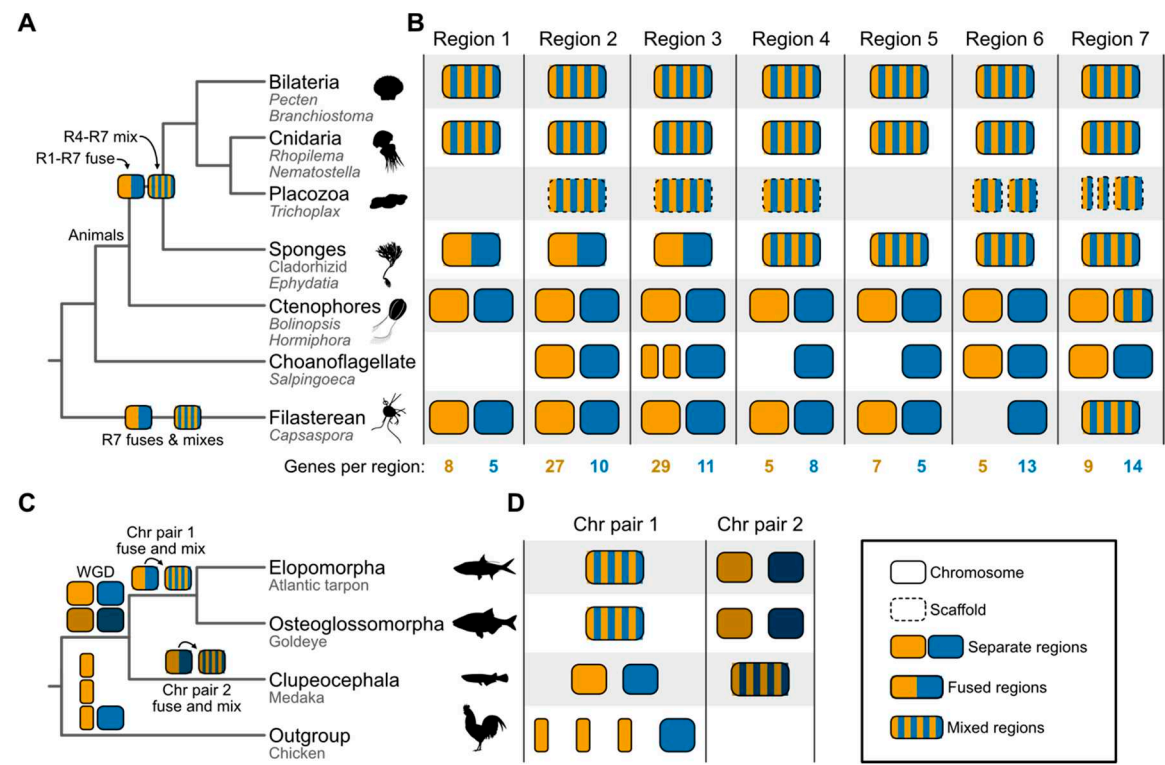 A
B
Region 1
Region 2
Region 3
Region 4
Region 5
Region 6
Region 7
R4-R7 mix
R1-R7 fuse
Animals
Bilateria
Pecten
Branchiostoma
Cnidaria
Rhopilema
Nematostella
Placozoa
Trichoplax
Sponges
Cladorhizid
Ephydatia
Ctenophores
Bolinopsis
Hormiphora
Choanoflagellate
Salpingoeca
Filasterean
Capsaspora
R7 fuses & mixes
Genes per region:
8 5 27 10 29 11 5 8 7 5 5 13 9 14
C
Chr pair 1
fuse and mix
WGD
Chr pair 2
fuse and mix
Elopomorpha
Atlantic tarpon
Osteoglossomorpha
Goldeye
Clupeocephala
Medaka
Outgroup
Chicken
D
Chr pair 1
Chr pair 2
Chromosome
Scaffold
Separate regions
Fused regions
Mixed regions